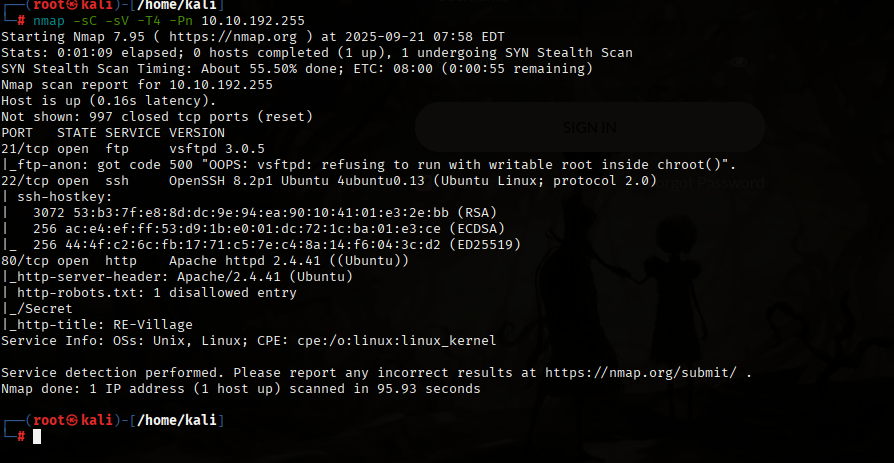 ┌──(root㉿kali)-[/home/kali]
└─# nmap -sC -sV -T4 -Pn 10.10.192.255
Starting Nmap 7.95 ( https://nmap.org ) at 2025-09-21 07:58 EDT
Stats: 0:01:09 elapsed; 0 hosts completed (1 up), 1 undergoing SYN Stealth Scan
SYN Stealth Scan Timing: About 55.50% done; ETC: 08:00 (0:00:55 remaining)
Nmap scan report for 10.10.192.255
Host is up (0.16s latency).
Not shown: 997 closed tcp ports (reset)
PORT   STATE SERVICE VERSION
21/tcp open  ftp     vsftpd 3.0.5
|_ftp-anon: got code 500 "OOPS: vsftpd: refusing to run with writable root inside chroot()".
22/tcp open  ssh     OpenSSH 8.2p1 Ubuntu 4ubuntu0.13 (Ubuntu Linux; protocol 2.0)
| ssh-hostkey:
|   3072 53:b3:7f:e8:8d:dc:9e:94:ea:90:10:41:01:e3:2e:bb (RSA)
|   256 ac:e4:ef:ff:53:d9:1b:e0:01:dc:72:1c:ba:01:e3:ce (ECDSA)
|_  256 44:4f:c2:6c:fb:17:71:c5:7e:c4:8a:14:f6:04:3c:d2 (ED25519)
80/tcp open  http    Apache httpd 2.4.41 ((Ubuntu))
|_http-server-header: Apache/2.4.41 (Ubuntu)
| http-robots.txt: 1 disallowed entry
|_/Secret
|_http-title: RE-Village
Service Info: OSs: Unix, Linux; CPE: cpe:/o:linux:linux_kernel
Service detection performed. Please report any incorrect results at https://nmap.org/submit/ .
Nmap done: 1 IP address (1 host up) scanned in 95.93 seconds
┌──(root㉿kali)-[/home/kali]
└─#
SIGN IN